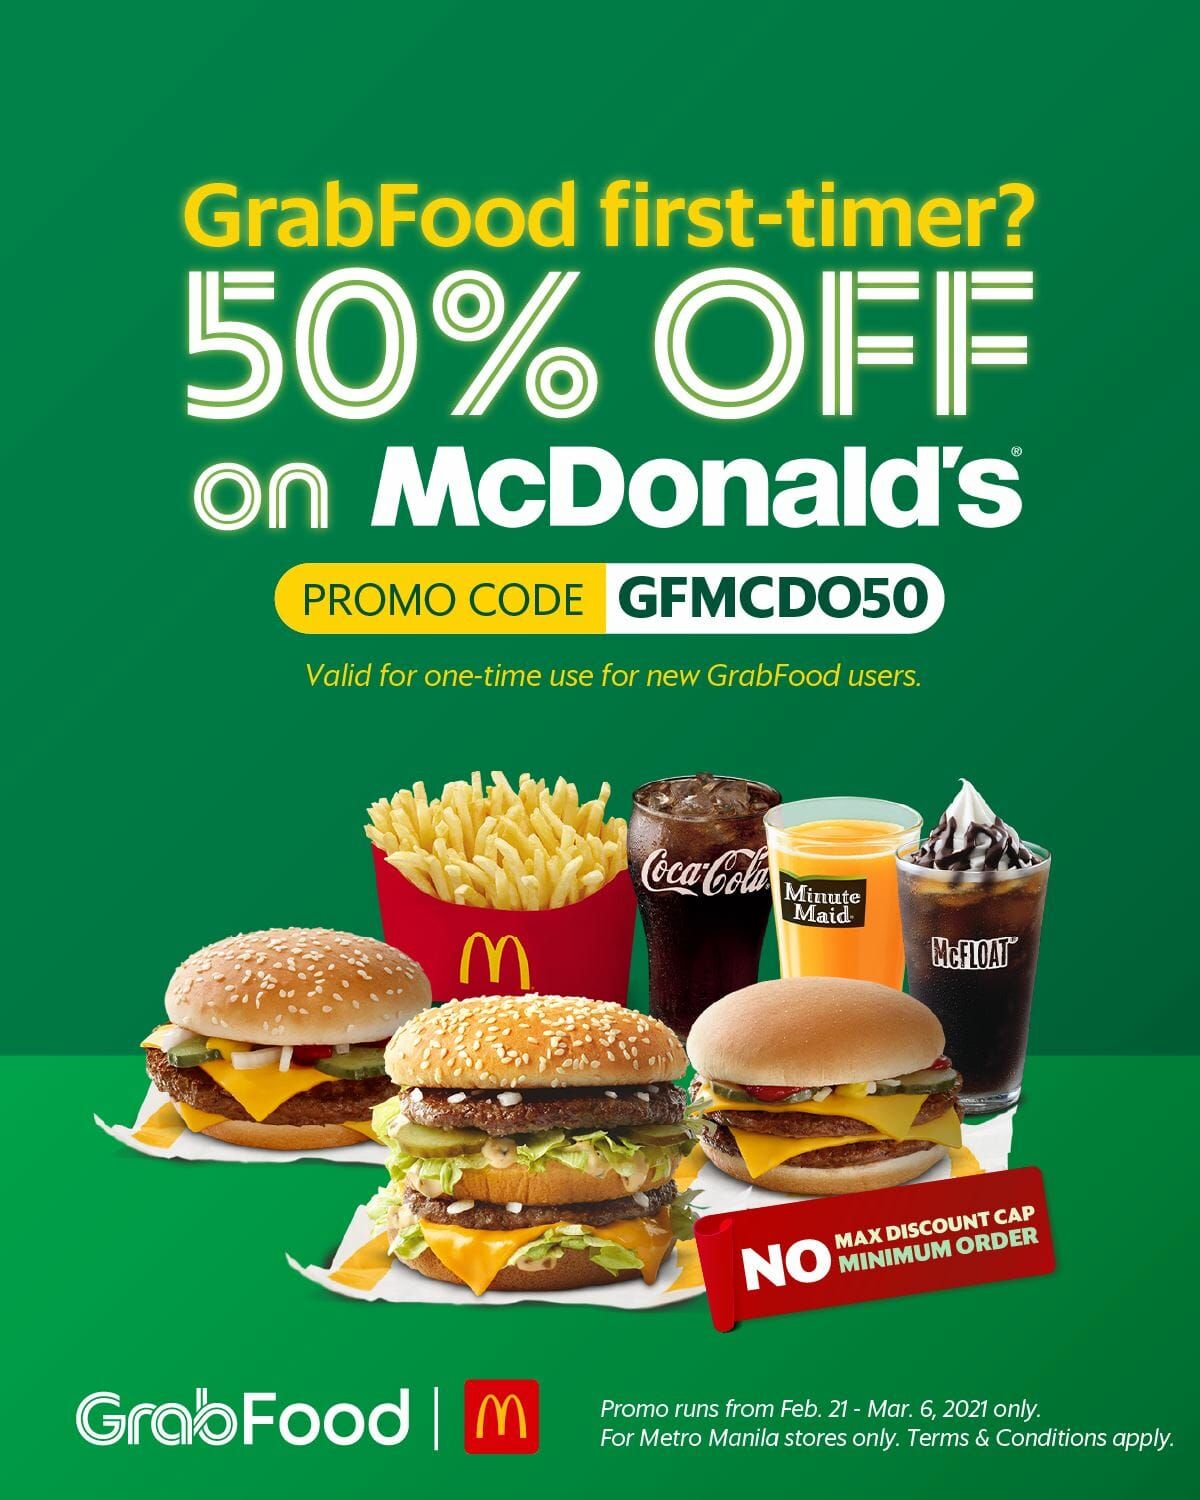 GrabFood first-timer?
50% OFF
on McDonald's®
PROMO CODE GFMCDO50
Valid for one-time use for new GrabFood users.
Coca-Cola
Minute
Maid
McFLOAT
NO MAX DISCOUNT CAP
MINIMUM ORDER
GrabFood
Promo runs from Feb. 21 - Mar. 6, 2021 only.
For Metro Manila stores only. Terms & Conditions apply.